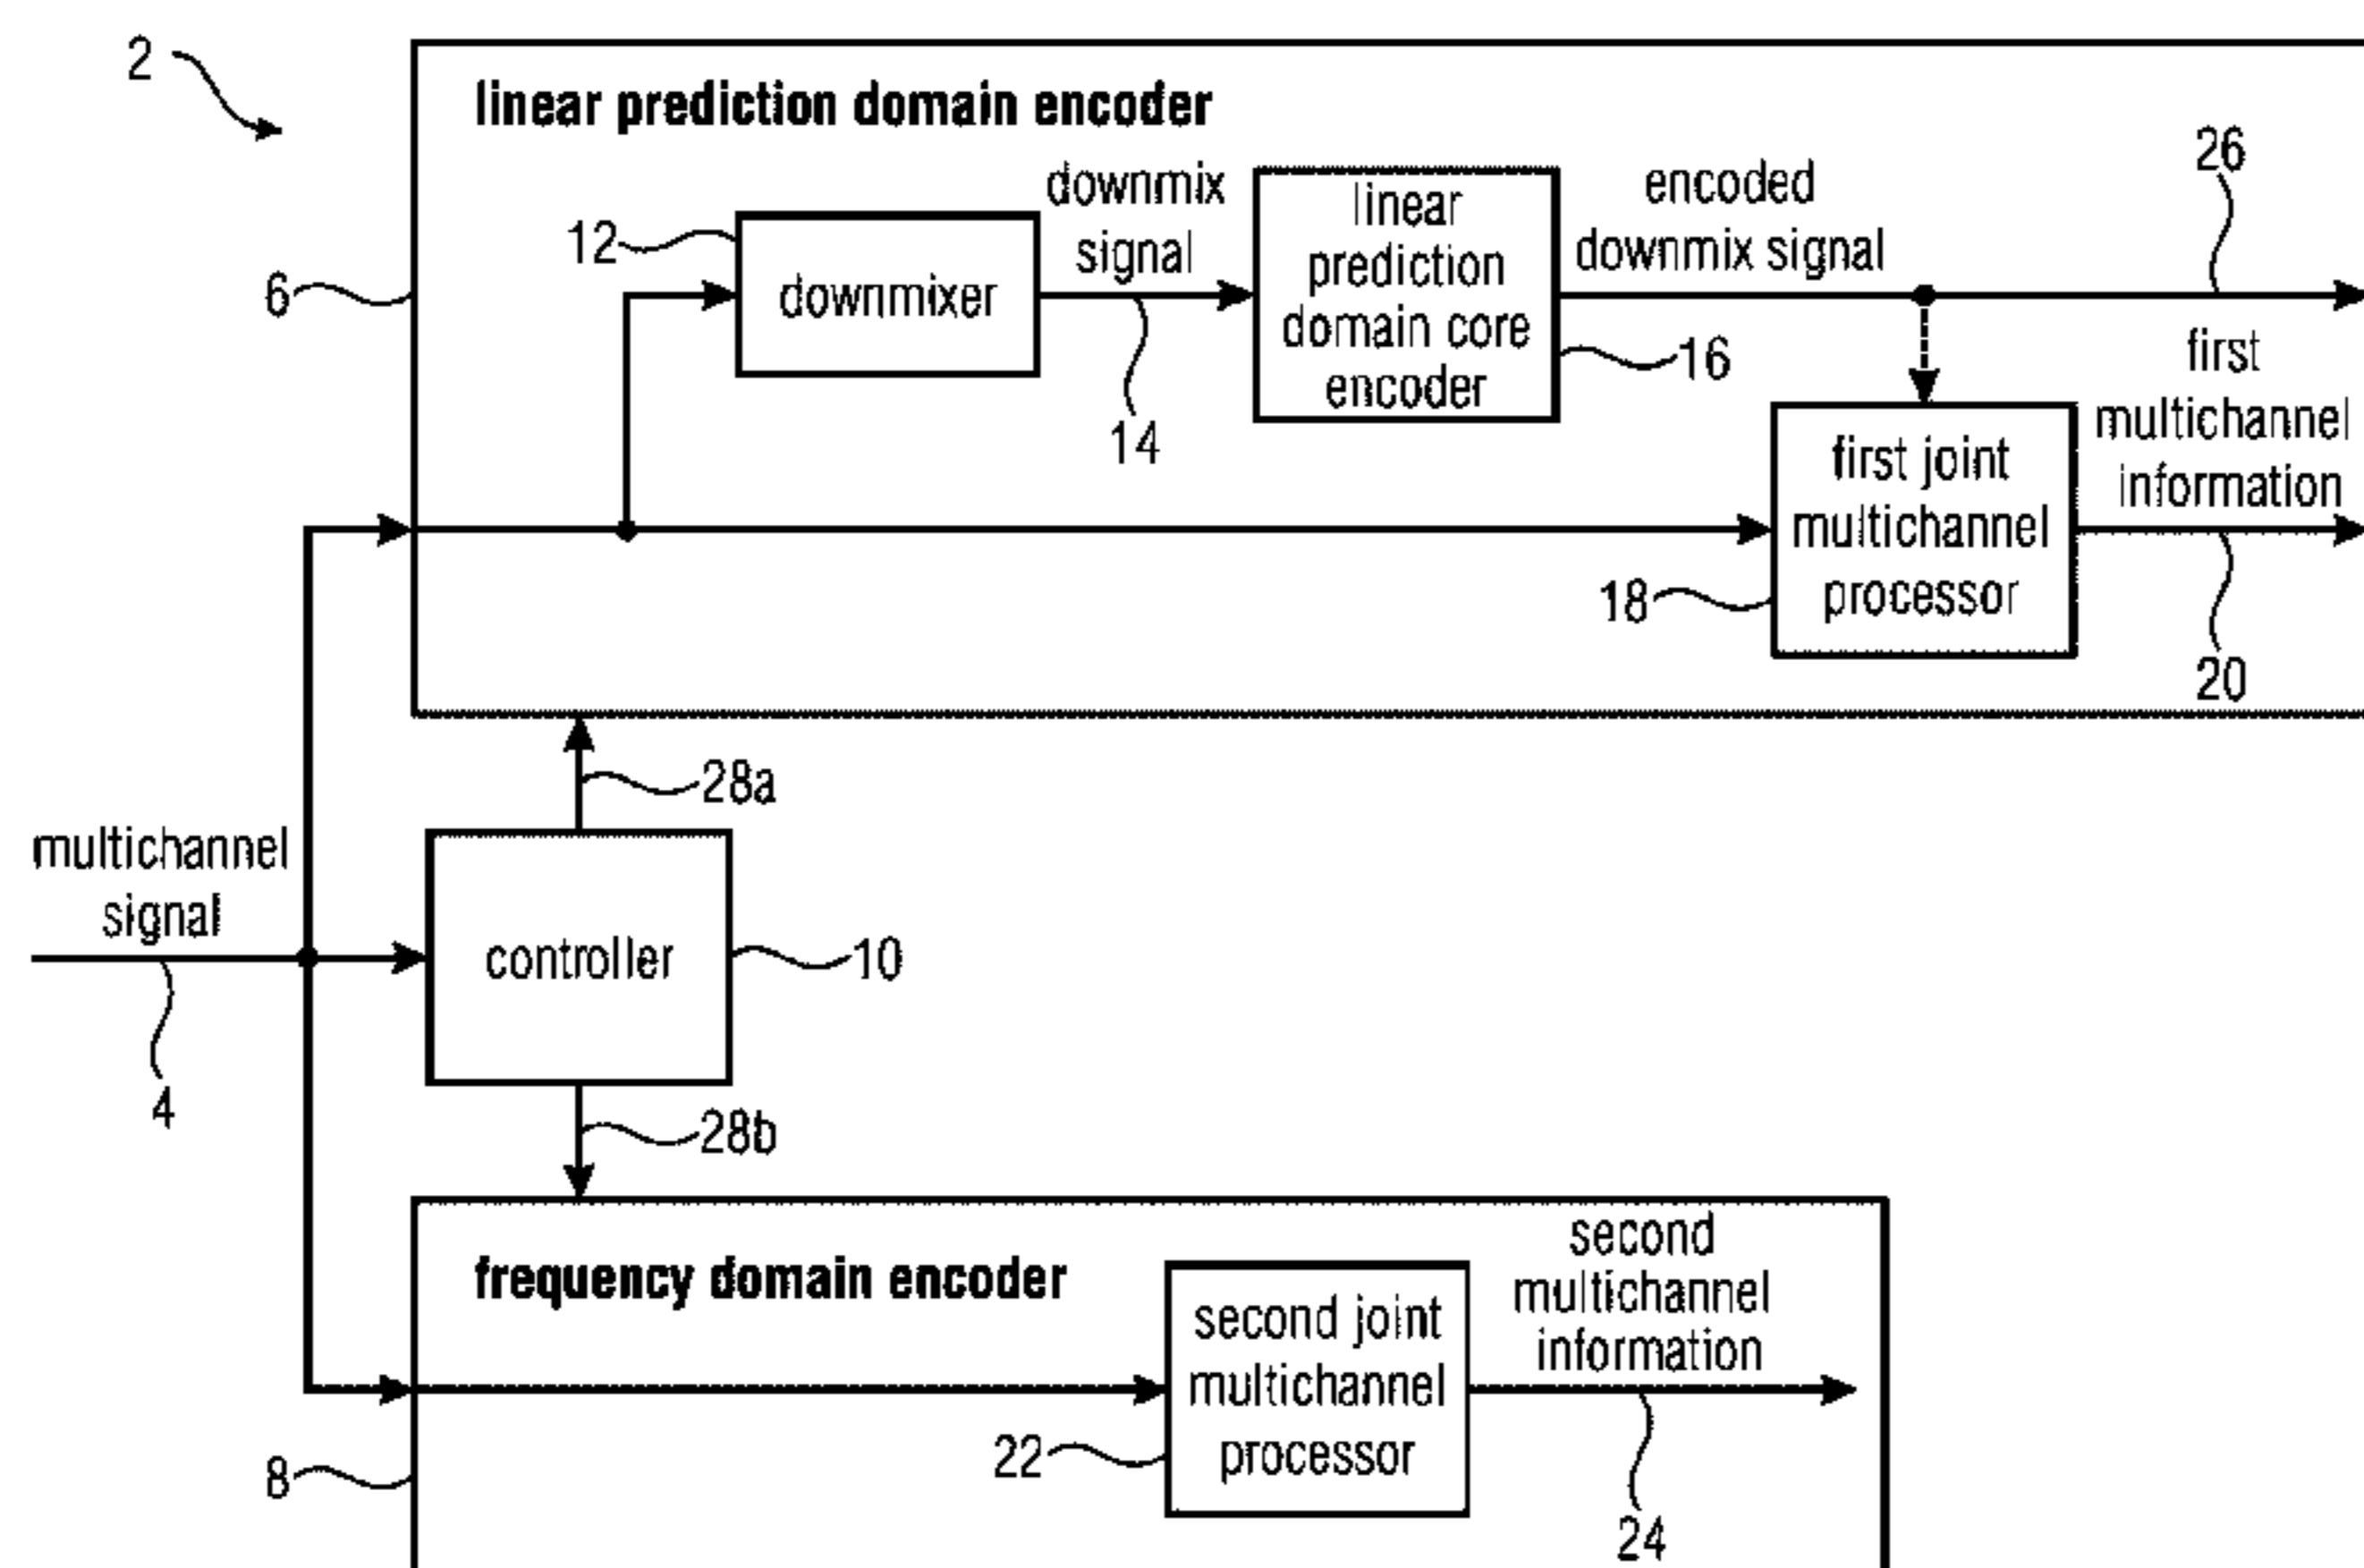 2
linear prediction domain encoder
6
12
downmixer
downmix
signal
14
linear
prediction
domain core
encoder
16
encoded
downmix signal
26
first
multichannel
information
first joint
multichannel
processor
18
20
28a
multichannel
signal
4
controller
10
28b
frequency domain encoder
8
second joint
multichannel
processor
22
second
multichannel
information
24